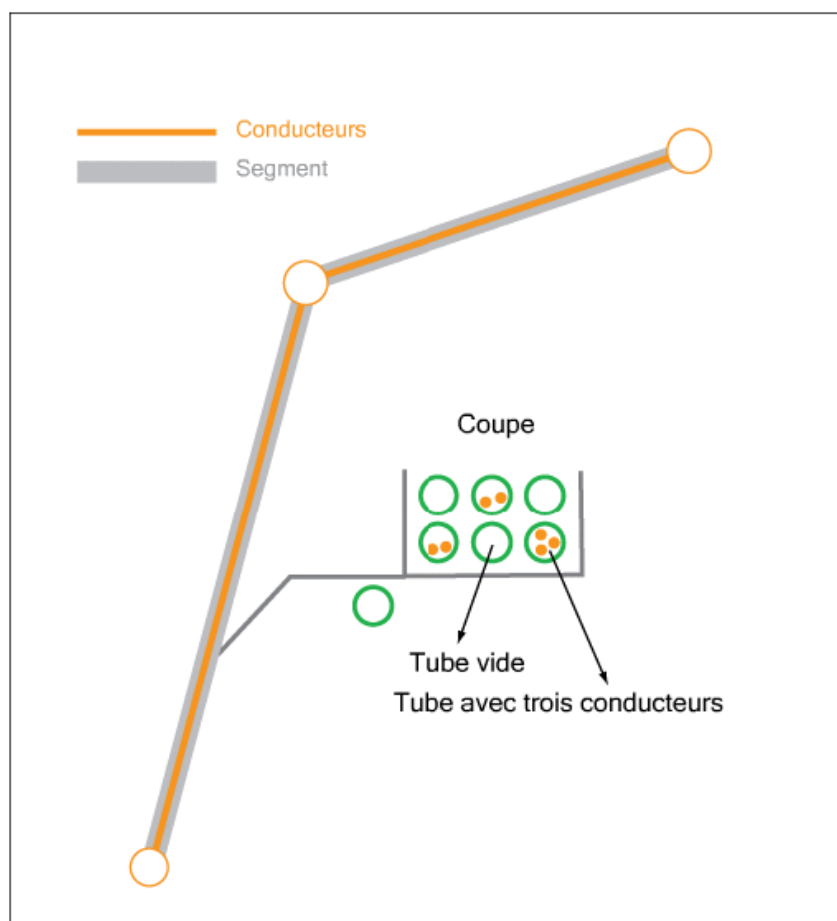 Conducteurs
Segment
Coupe
Tube vide
Tube avec trois conducteurs